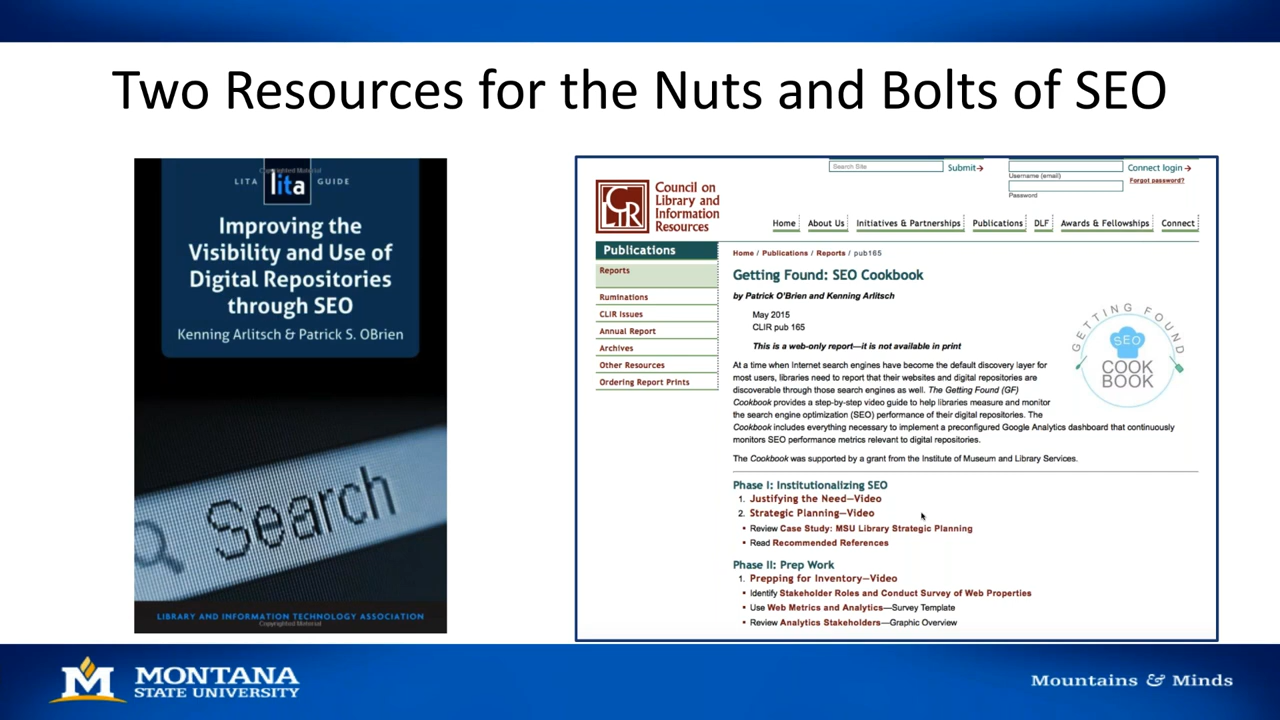 Two Resources for the Nuts and Bolts of SEO
LITA lita GUIDE
Copyrighted Material
Improving the
Visibility and Use of
Digital Repositories
through SEO
Kenning Arlitsch & Patrick S. OBrien
Search
LIBRARY AND INFORMATION TECHNOLOGY ASSOCIATION
Copyrighted Material
Search Site
Submit→
Username (email)
Password
Connect login→
Forgot password?
CLIR
Council on
Library and
Information
Resources
Home About Us Initiatives & Partnerships Publications DLF Awards & Fellowships Connect
Publications
Reports
Ruminations
CLIR Issues
Annual Report
Archives
Other Resources
Ordering Report Prints
Home / Publications / Reports / pub165
Getting Found: SEO Cookbook
by Patrick O'Brien and Kenning Arlitsch
May 2015
CLIR pub 165
This is a web-only report—it is not available in print
At a time when Internet search engines have become the default discovery layer for
most users, libraries need to report that their websites and digital repositories are
discoverable through those search engines as well. The Getting Found (GF)
Cookbook provides a step-by-step video guide to help libraries measure and monitor
the search engine optimization (SEO) performance of their digital repositories. The
Cookbook includes everything necessary to implement a preconfigured Google Analytics dashboard that continuously
monitors SEO performance metrics relevant to digital repositories.
The Cookbook was supported by a grant from the Institute of Museum and Library Services.
GETTING FOUND
SEO
COOK
BOOK
Phase I: Institutionalizing SEO
1. Justifying the Need—Video
2. Strategic Planning—Video
▪ Review Case Study: MSU Library Strategic Planning
▪ Read Recommended References
Phase II: Prep Work
1. Prepping for Inventory—Video
▪ Identify Stakeholder Roles and Conduct Survey of Web Properties
▪ Use Web Metrics and Analytics—Survey Template
▪ Review Analytics Stakeholders—Graphic Overview
M MONTANA
STATE UNIVERSITY
Mountains & Minds